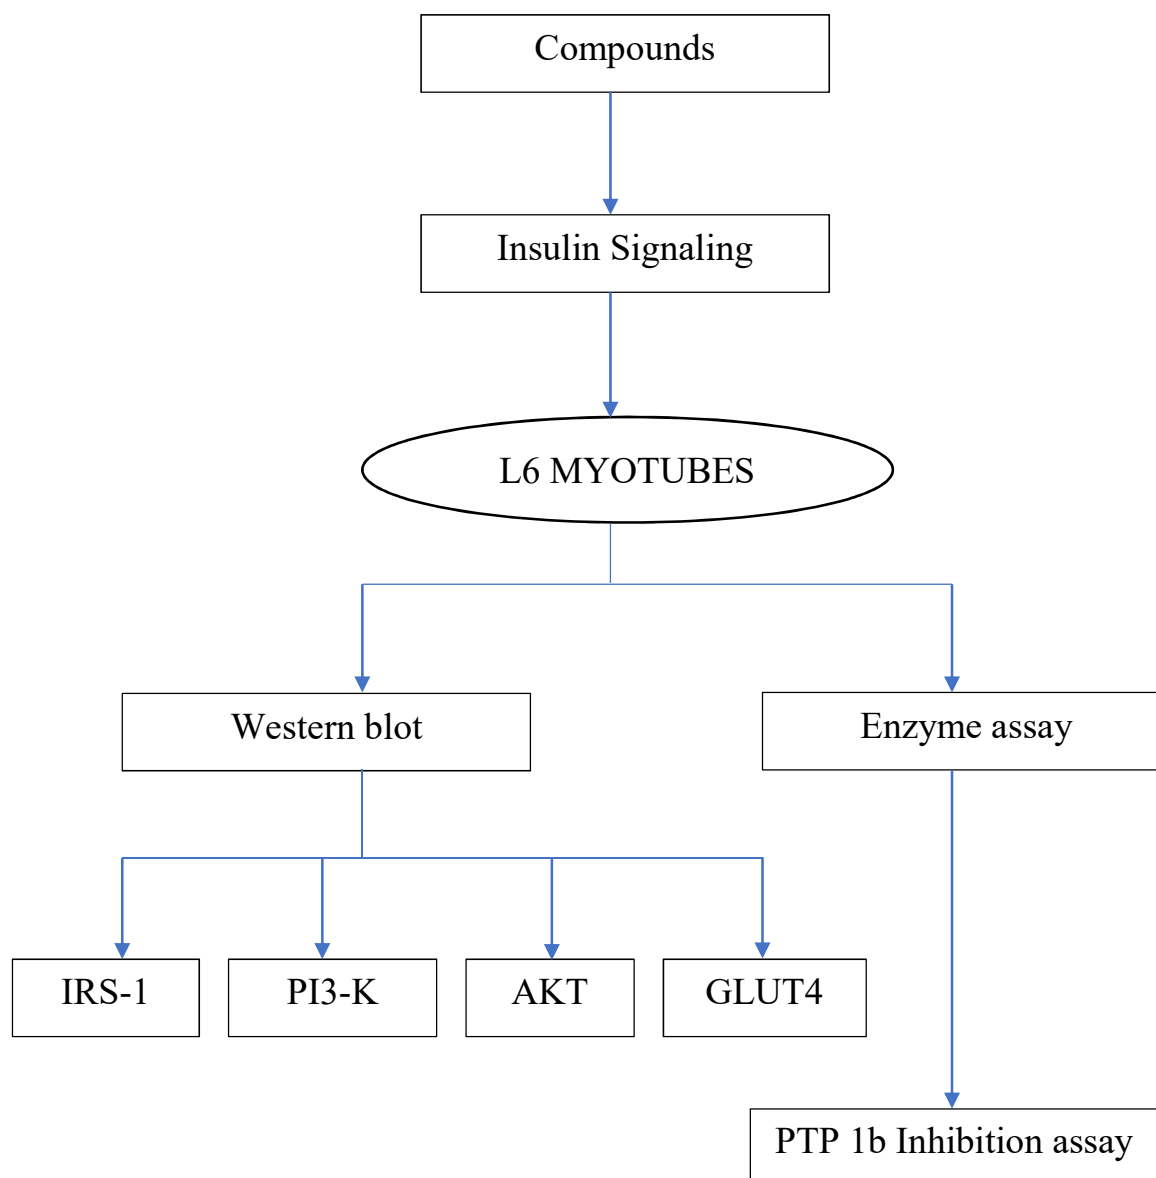 Compounds
Insulin Signaling
L6 MYOTUBES
Western blot
Enzyme assay
IRS-1
PI3-K
AKT
GLUT4
PTP 1b Inhibition assay